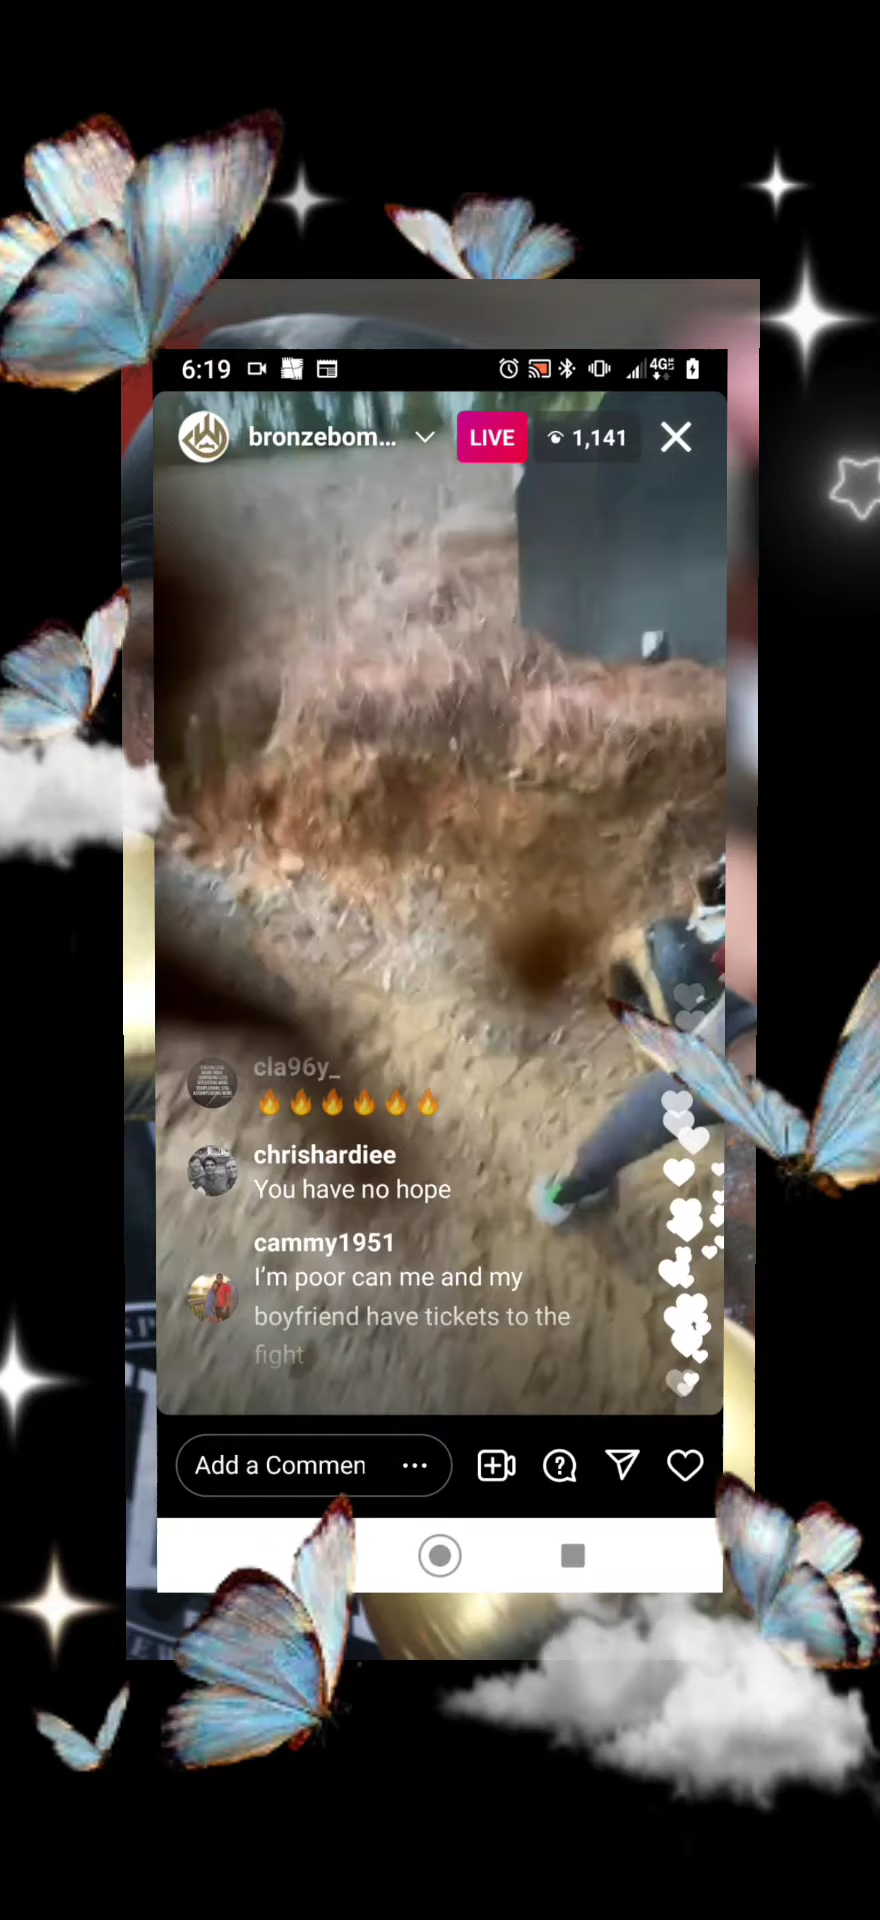 6:19
4GE
bronzebom...
LIVE
1,141
cla96y_
🔥🔥🔥🔥🔥🔥
chrishardiee
You have no hope
cammy1951
I'm poor can me and my
boyfriend have tickets to the
fight
Add a Commen